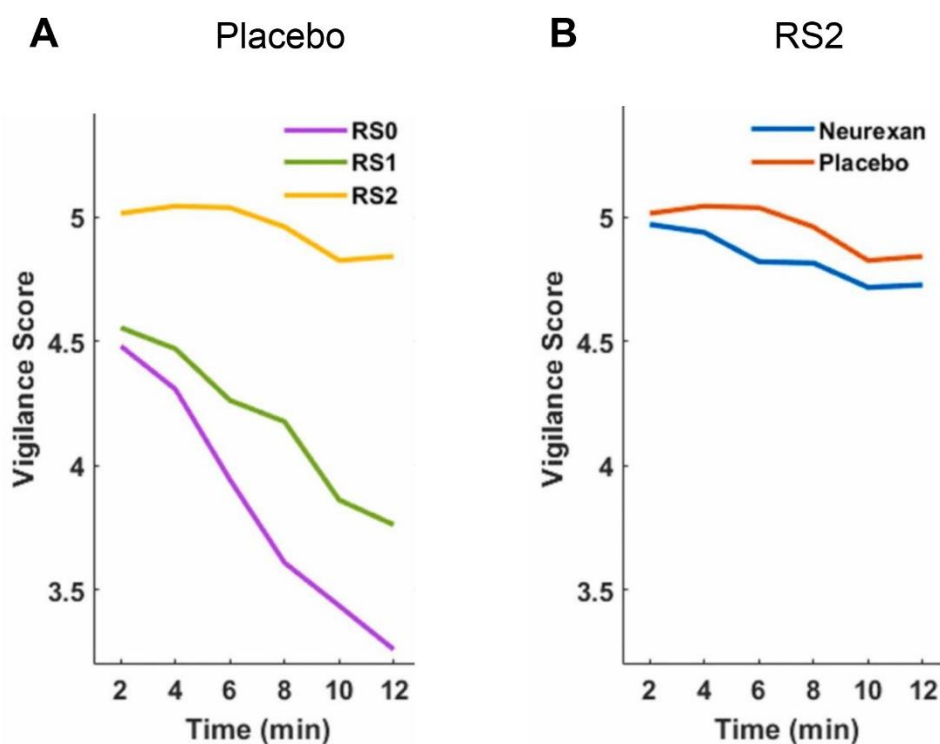 A
Placebo
RS0
RS1
RS2
5
4.5
4
3.5
Vigilance Score
2 4 6 8 10 12
Time (min)
B
RS2
Neurexan
Placebo
5
4.5
4
3.5
Vigilance Score
2 4 6 8 10 12
Time (min)